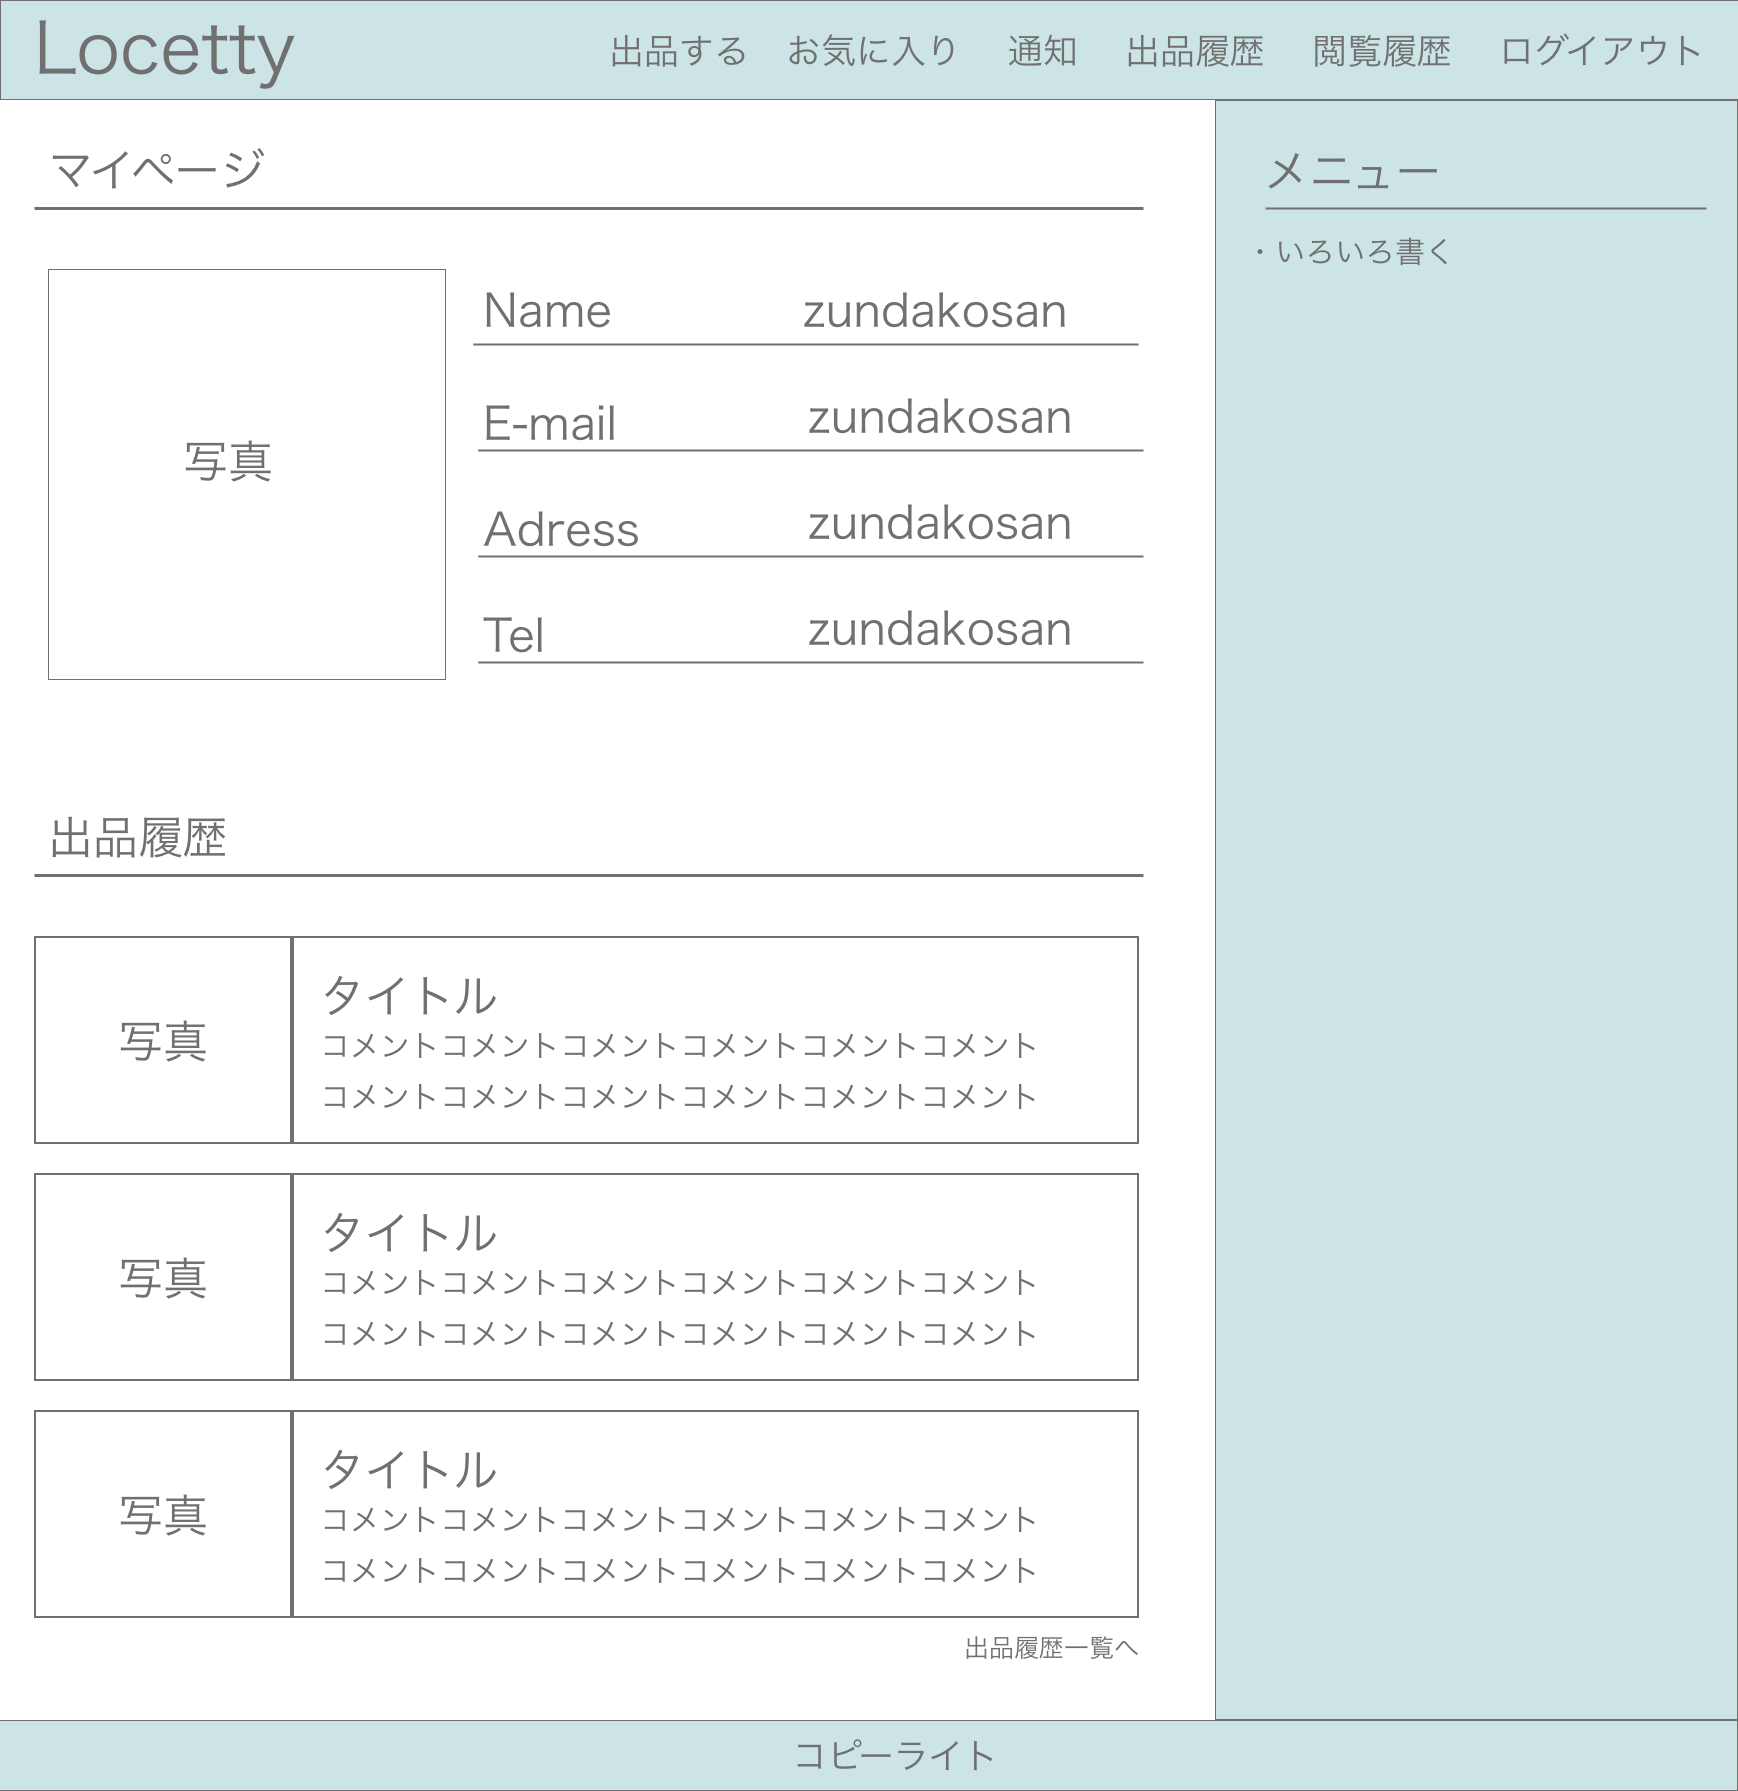 Locetty
出品する お気に入り 通知 出品履歴 閲覧履歴 ログイアウト
マイページ
写真
Name zundakosan
E-mail zundakosan
Adress zundakosan
Tel zundakosan
出品履歴
写真
タイトル
コメントコメントコメントコメントコメントコメント
コメントコメントコメントコメントコメントコメント
写真
タイトル
コメントコメントコメントコメントコメントコメント
コメントコメントコメントコメントコメントコメント
写真
タイトル
コメントコメントコメントコメントコメントコメント
コメントコメントコメントコメントコメントコメント
出品履歴一覧へ
メニュー
・いろいろ書く
コピーライト